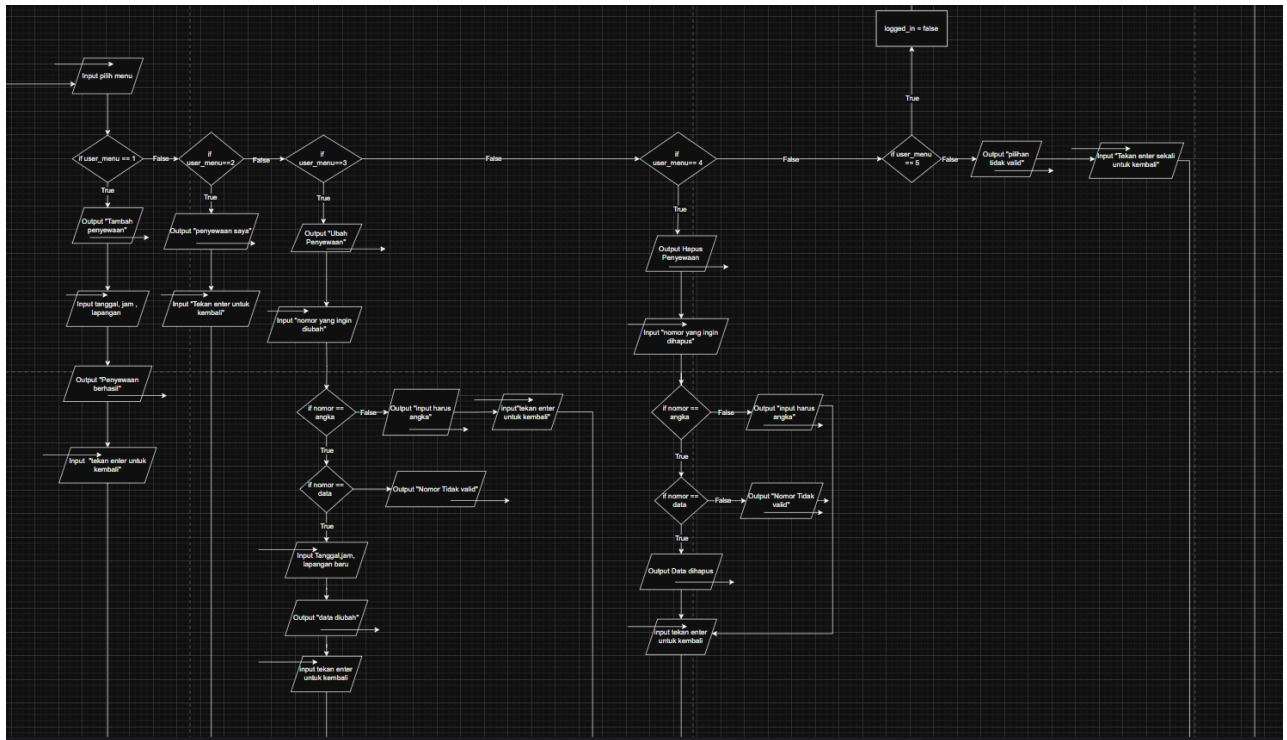 logged_in = false
Input pilih menu
True
if user_menu == 1
False
if
user_menu==2
False
if
user_menu==3
False
if
user_menu== 4
False
if user_menu
== 5
False
Output "pilihan
tidak valid"
Input "Tekan enter sekali
untuk kembali"
True
True
True
True
Output "Tambah
penyewaan"
Output "penyewaan saya"
Output "Ubah
Penyewaan"
Output Hapus
Penyewaan
Input tanggal, jam ,
lapangan
Input "Tekan enter untuk
kembali"
Input "nomor yang ingin
diubah"
Input "nomor yang ingin
dihapus"
Output "Penyewaan
berhasil"
if nomor ==
angka
False
Output "input harus
angka"
input"tekan enter
untuk kembali"
if nomor ==
angka
False
Output "input harus
angka"
Input "tekan enter untuk
kembali"
True
True
if nomor ==
data
Output "Nomor Tidak valid"
if nomor ==
data
False
Output "Nomor Tidak
valid"
True
True
Input Tanggal,jam,
lapangan baru
Output Data dihapus
Output "data diubah"
Input tekan enter
untuk kembali
input tekan enter
untuk kembali